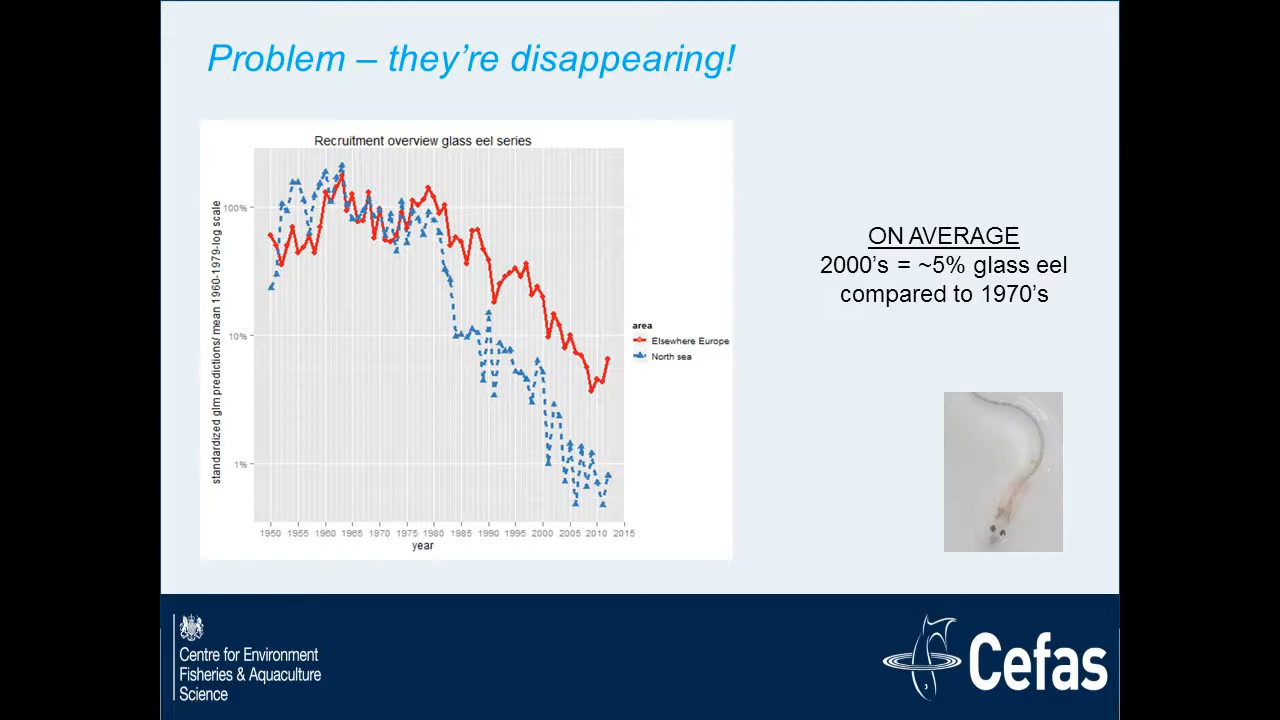 Problem – they're disappearing!
Recruitment overview glass eel series
standardized glm predictions/ mean 1960-1979-log scale
100%
10%
1%
1950 1955 1960 1965 1970 1975 1980 1985 1990 1995 2000 2005 2010 2015
year
area
Elsewhere Europe
North sea
ON AVERAGE
2000's = ~5% glass eel
compared to 1970's
Centre for Environment
Fisheries & Aquaculture
Science
Cefas